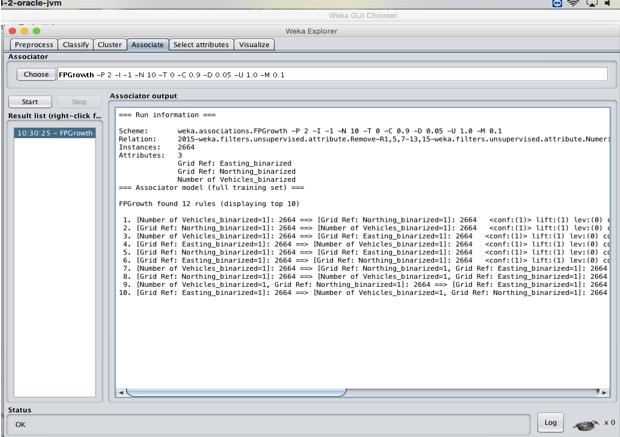 3-2-oracle-jvm
Weka GUI Chooser
Weka Explorer
Preprocess Classify Cluster Associate Select attributes Visualize
Associator
Choose FPGrowth -P 2 -I -1 -N 10 -T 0 -C 0.9 -D 0.05 -U 1.0 -M 0.1
Start Stop
Associator output
Result list (right-click f...
10:30:25 - FPGrowth
=== Run information ===
Scheme: weka.associations.FPGrowth -P 2 -I -1 -N 10 -T 0 -C 0.9 -D 0.05 -U 1.0 -M 0.1
Relation: 2015-weka.filters.unsupervised.attribute.Remove-R1,5,7-13,15-weka.filters.unsupervised.attribute.Numeri
Instances: 2664
Attributes: 3
Grid Ref: Easting_binarized
Grid Ref: Northing_binarized
Number of Vehicles_binarized
=== Associator model (full training set) ===
FPGrowth found 12 rules (displaying top 10)
1. [Number of Vehicles_binarized=1]: 2664 ==> [Grid Ref: Northing_binarized=1]: 2664 <conf:(1)> lift:(1) lev:(0) co
2. [Grid Ref: Northing_binarized=1]: 2664 ==> [Number of Vehicles_binarized=1]: 2664 <conf:(1)> lift:(1) lev:(0) co
3. [Number of Vehicles_binarized=1]: 2664 ==> [Grid Ref: Easting_binarized=1]: 2664 <conf:(1)> lift:(1) lev:(0) co
4. [Grid Ref: Easting_binarized=1]: 2664 ==> [Number of Vehicles_binarized=1]: 2664 <conf:(1)> lift:(1) lev:(0) co
5. [Grid Ref: Northing_binarized=1]: 2664 ==> [Grid Ref: Easting_binarized=1]: 2664 <conf:(1)> lift:(1) lev:(0) co
6. [Grid Ref: Easting_binarized=1]: 2664 ==> [Grid Ref: Northing_binarized=1]: 2664 <conf:(1)> lift:(1) lev:(0) co
7. [Number of Vehicles_binarized=1]: 2664 ==> [Grid Ref: Northing_binarized=1, Grid Ref: Easting_binarized=1]: 2664
8. [Grid Ref: Northing_binarized=1]: 2664 ==> [Number of Vehicles_binarized=1, Grid Ref: Easting_binarized=1]: 2664
9. [Number of Vehicles_binarized=1, Grid Ref: Northing_binarized=1]: 2664 ==> [Grid Ref: Easting_binarized=1]: 2664
10. [Grid Ref: Easting_binarized=1]: 2664 ==> [Number of Vehicles_binarized=1, Grid Ref: Northing_binarized=1]: 2664
Status
OK
Log
x 0